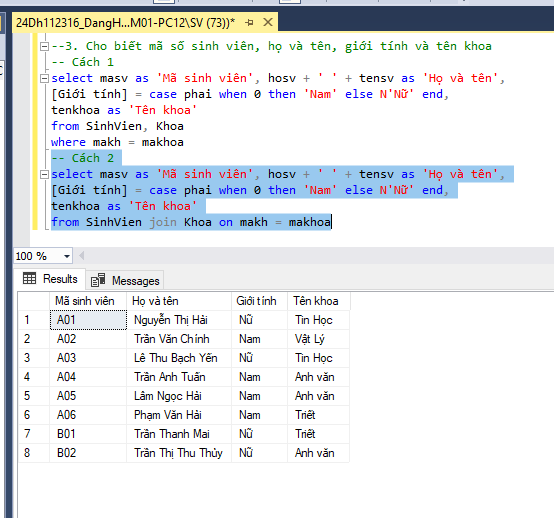 24Dh112316_DangH...M01-PC12\SV (73))*
--3. Cho biết mã số sinh viên, họ và tên, giới tính và tên khoa
-- Cách 1
select masv as 'Mã sinh viên', hosv + ' ' + tensv as 'Họ và tên',
[Giới tính] = case phai when 0 then 'Nam' else N'Nữ' end,
tenkhoa as 'Tên khoa'
from SinhVien, Khoa
where makh = makhoa
-- Cách 2
select masv as 'Mã sinh viên', hosv + ' ' + tensv as 'Họ và tên',
[Giới tính] = case phai when 0 then 'Nam' else N'Nữ' end,
tenkhoa as 'Tên khoa'
from SinhVien join Khoa on makh = makhoa
100 %
Results Messages
Mã sinh viên Họ và tên Giới tính Tên khoa
1 A01 Nguyễn Thị Hải Nữ Tin Học
2 A02 Trần Văn Chính Nam Vật Lý
3 A03 Lê Thu Bạch Yến Nữ Tin Học
4 A04 Trần Anh Tuấn Nam Anh văn
5 A05 Lâm Ngọc Hải Nam Anh văn
6 A06 Phạm Văn Hải Nam Triết
7 B01 Trần Thanh Mai Nữ Triết
8 B02 Trần Thị Thu Thủy Nữ Anh văn